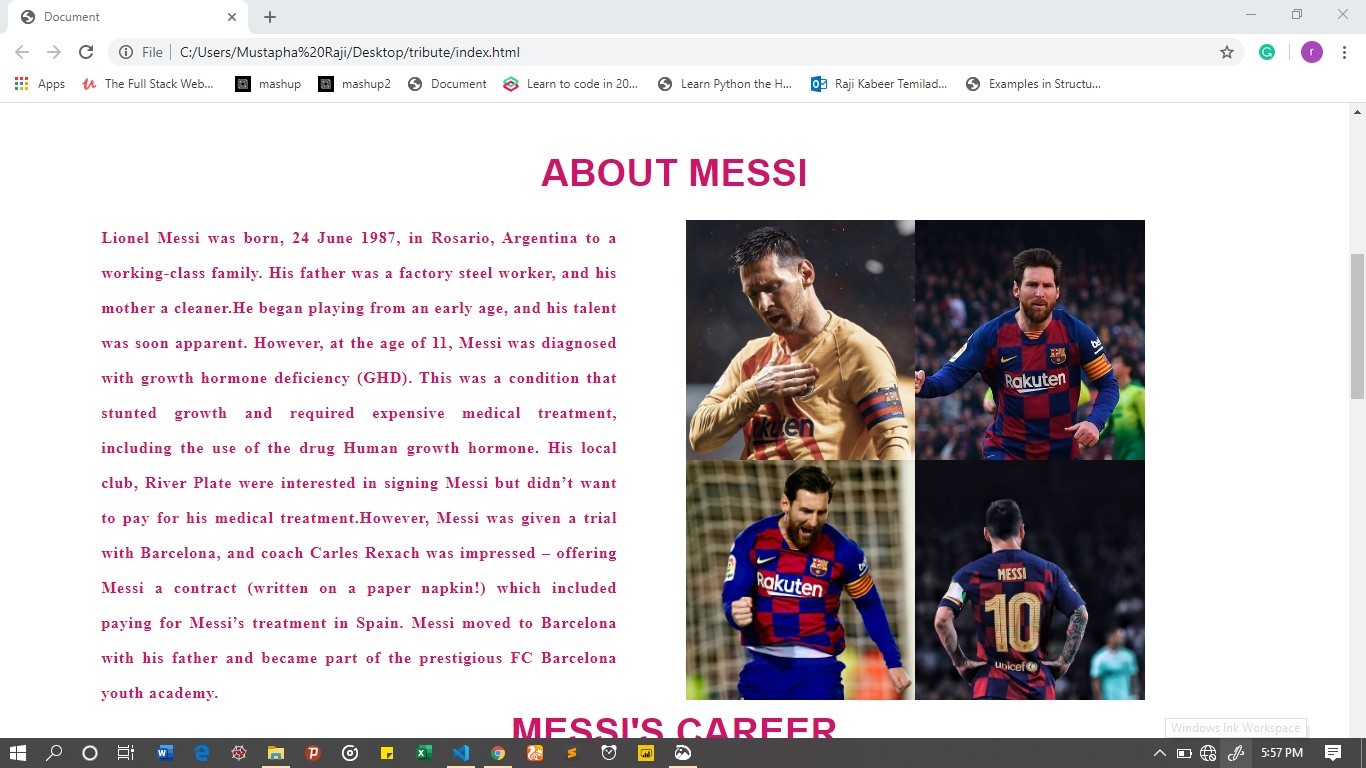 Document
File
C:/Users/Mustapha%20Raji/Desktop/tribute/index.html
r
Apps
The Full Stack Web...
mashup
mashup2
Document
Learn to code in 20...
Learn Python the H...
Raji Kabeer Temilad...
Examples in Structu...
ABOUT MESSI
Lionel Messi was born, 24 June 1987, in Rosario, Argentina to a
working-class family. His father was a factory steel worker, and his
mother a cleaner.He began playing from an early age, and his talent
was soon apparent. However, at the age of 11, Messi was diagnosed
with growth hormone deficiency (GHD). This was a condition that
stunted growth and required expensive medical treatment,
including the use of the drug Human growth hormone. His local
club, River Plate were interested in signing Messi but didn’t want
to pay for his medical treatment.However, Messi was given a trial
with Barcelona, and coach Carles Rexach was impressed – offering
Messi a contract (written on a paper napkin!) which included
paying for Messi’s treatment in Spain. Messi moved to Barcelona
with his father and became part of the prestigious FC Barcelona
youth academy.
Rakuten
Rakuten
MESSI
10
unicef
MESSI'S CAREER
Windows Ink Workspace
5:57 PM